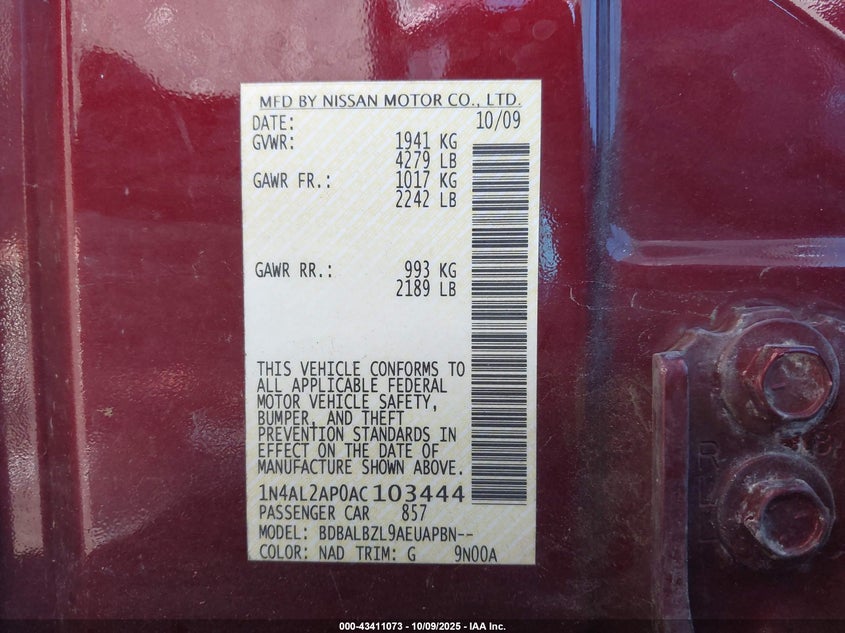 MFD BY NISSAN MOTOR CO., LTD.
DATE: 10/09
GVWR: 1941 KG
4279 LB
GAWR FR.: 1017 KG
2242 LB
GAWR RR.: 993 KG
2189 LB
THIS VEHICLE CONFORMS TO
ALL APPLICABLE FEDERAL
MOTOR VEHICLE SAFETY,
BUMPER, AND THEFT
PREVENTION STANDARDS IN
EFFECT ON THE DATE OF
MANUFACTURE SHOWN ABOVE.
1N4AL2AP0AC103444
PASSENGER CAR 857
MODEL: BDBALBZL9AEUAPBN--
COLOR: NAD TRIM: G 9N00A
000-43411073 - 10/09/2025 - IAA Inc.